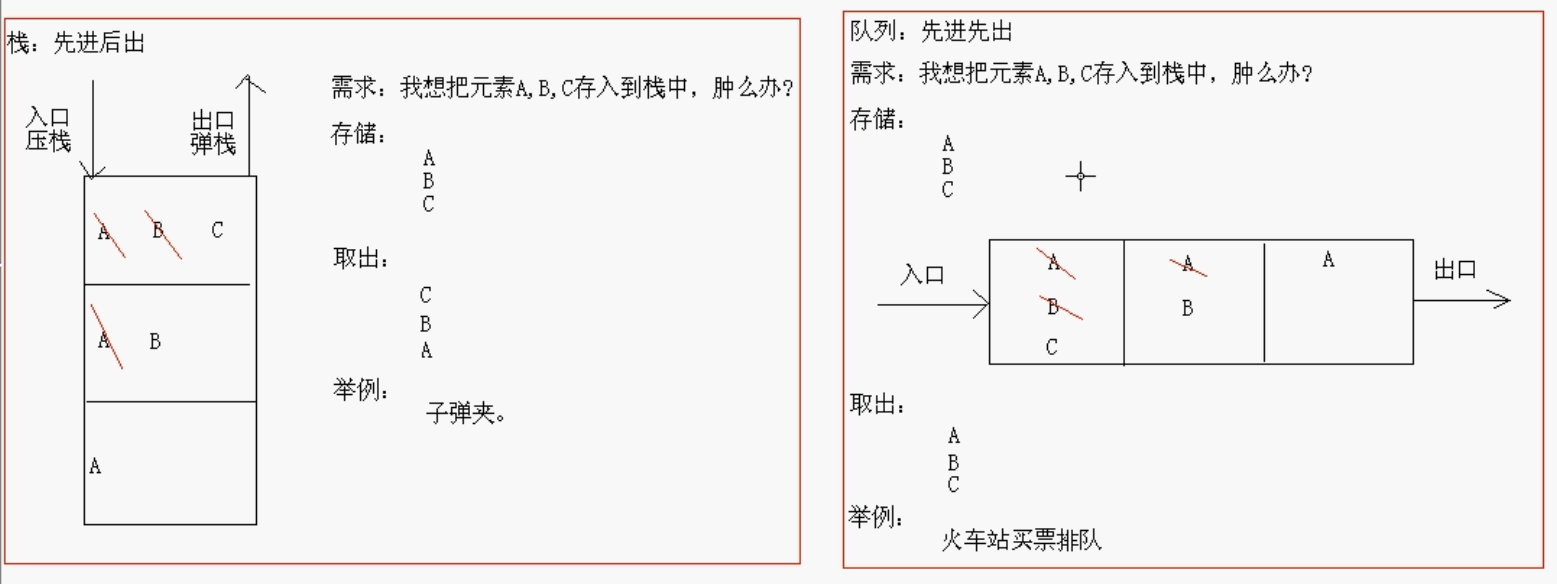 栈：先进后出
入口
压栈
出口
弹栈
A B C
A B
A
需求：我想把元素A,B,C存入到栈中，肿么办?
存储：
A
B
C
取出：
C
B
A
举例：
子弹夹。
队列：先进先出
需求：我想把元素A,B,C存入到栈中，肿么办?
存储：
A
B
C
入口
A A A
B B
C
出口
取出：
A
B
C
举例：
火车站买票排队